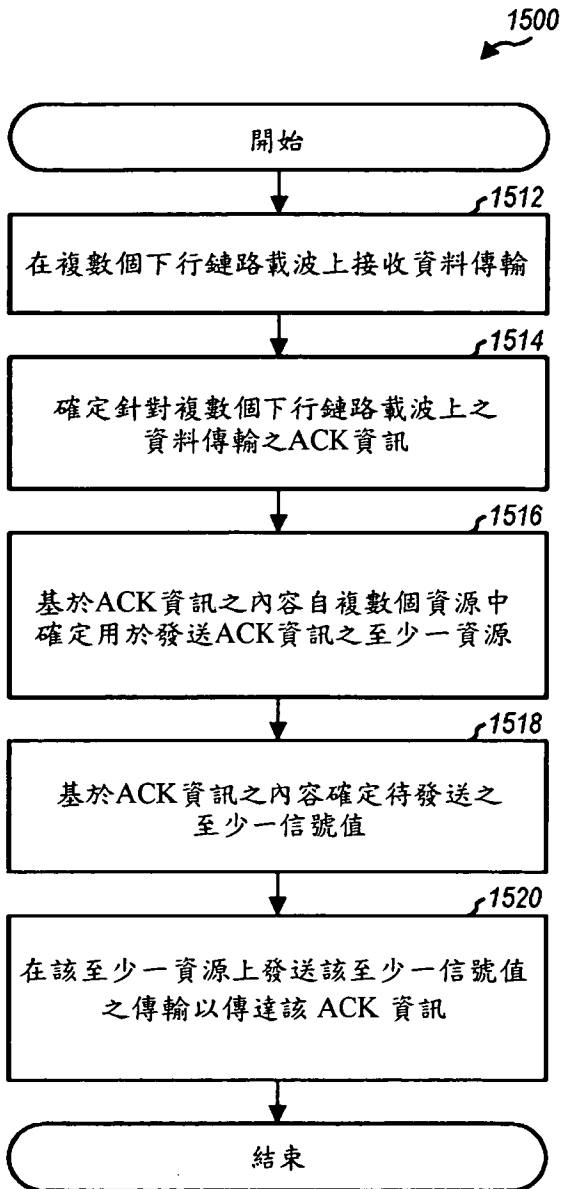 1500
開始
1512
在複數個下行鏈路載波上接收資料傳輸
1514
確定針對複數個下行鏈路載波上之
資料傳輸之ACK資訊
1516
基於ACK資訊之內容自複數個資源中
確定用於發送ACK資訊之至少一資源
1518
基於ACK資訊之內容確定待發送之
至少一信號值
1520
在該至少一資源上發送該至少一信號值
之傳輸以傳達該 ACK 資訊
結束